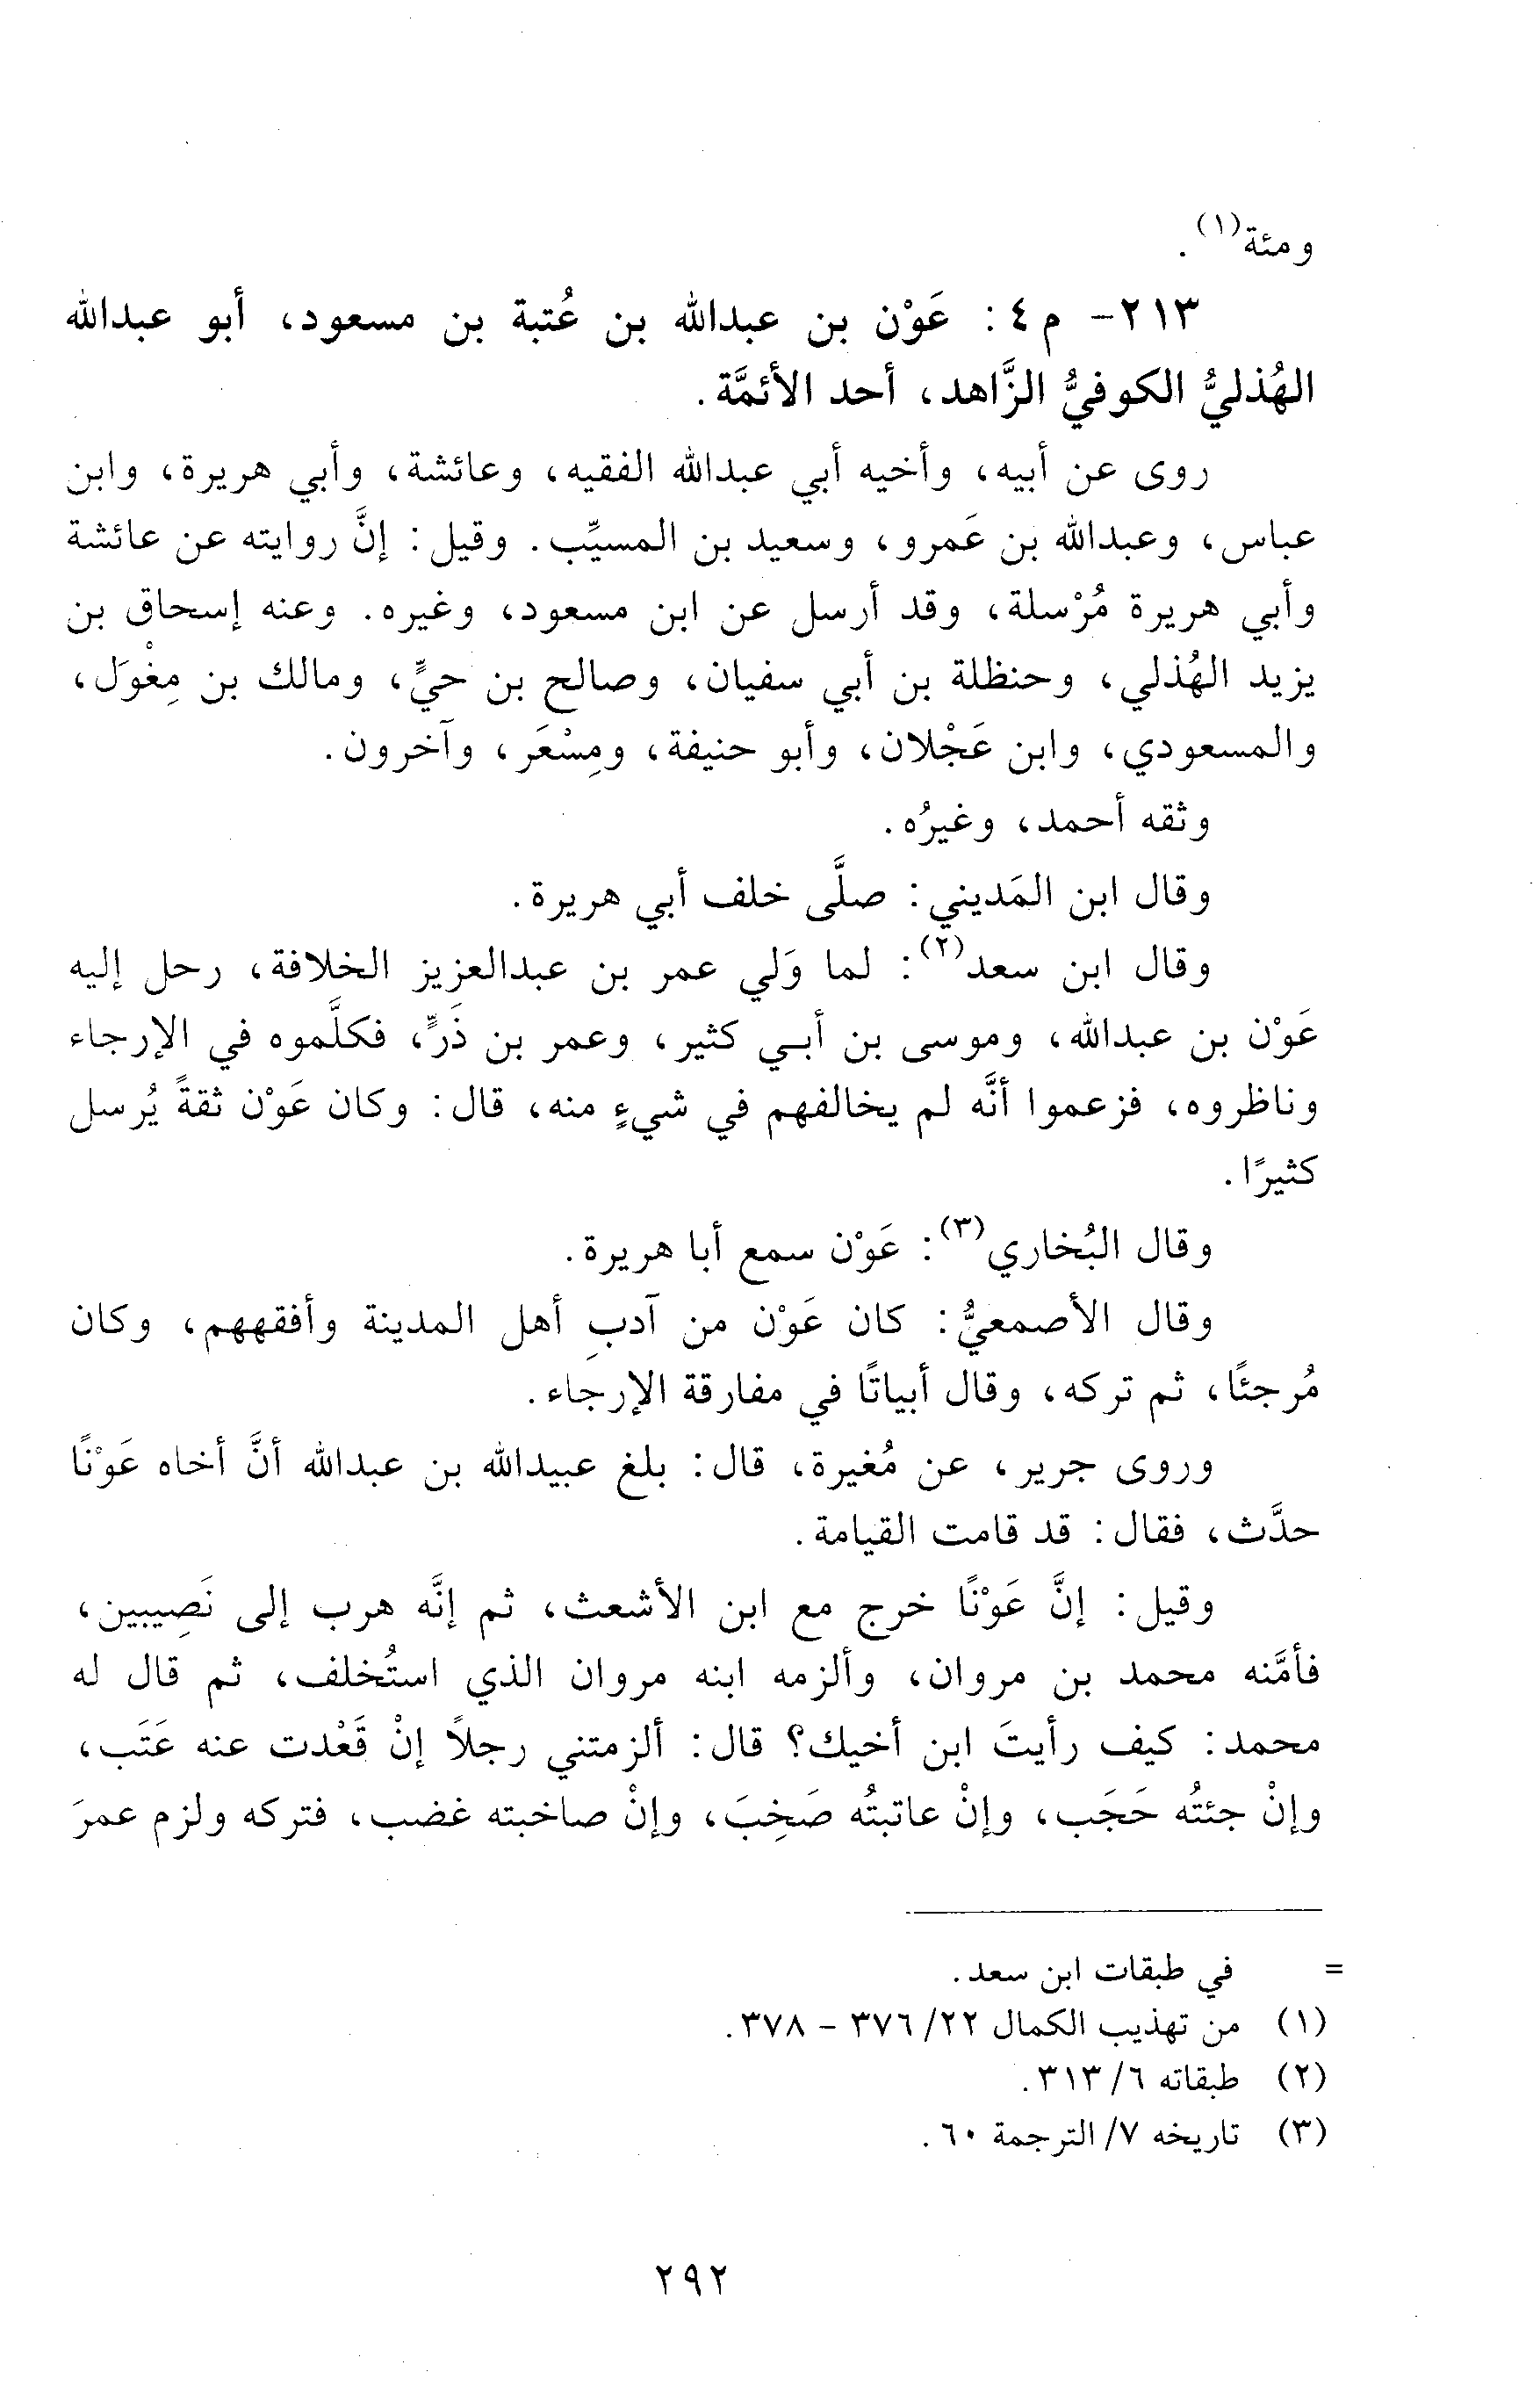 ومئة(١).
٢١٣- م ٤: عَوْن بن عبدالله بن عُتبة بن مسعود، أبو عبدالله
الهُذليُّ الكوفيُّ الزَّاهد، أحد الأئمَّة.
روى عن أبيه، وأخيه أبي عبدالله الفقيه، وعائشة، وأبي هريرة، وابن
عباس، وعبدالله بن عَمرو، وسعيد بن المسيِّب. وقيل: إنَّ روايته عن عائشة
وأبي هريرة مُرْسلة، وقد أرسل عن ابن مسعود، وغيره. وعنه إسحاق بن
يزيد الهُذلي، وحنظلة بن أبي سفيان، وصالح بن حيٍّ، ومالك بن مِغْوَل،
والمسعودي، وابن عَجْلان، وأبو حنيفة، ومِسْعَر، وآخرون.
وثقه أحمد، وغيرُه.
وقال ابن المَديني: صلَّى خلف أبي هريرة.
وقال ابن سعد(٢): لما وَلي عمر بن عبدالعزيز الخلافة، رحل إليه
عَوْن بن عبدالله، وموسى بن أبي كثير، وعمر بن ذَرٍّ، فكلَّموه في الإرجاء
وناظروه، فزعموا أنَّه لم يخالفهم في شيءٍ منه، قال: وكان عَوْن ثقةً يُرسل
كثيرًا.
وقال البُخاري(٣): عَوْن سمع أبا هريرة.
وقال الأصمعيُّ: كان عَوْن من آدبِ أهل المدينة وأفقههم، وكان
مُرجئًا، ثم تركه، وقال أبياتًا في مفارقة الإرجاء.
وروى جرير، عن مُغيرة، قال: بلغ عبيدالله بن عبدالله أنَّ أخاه عَوْنًا
حدَّث، فقال: قد قامت القيامة.
وقيل: إنَّ عَوْنًا خرج مع ابن الأشعث، ثم إنَّه هرب إلى نَصِيبين،
فأمَّنه محمد بن مروان، وألزمه ابنه مروان الذي استُخلف، ثم قال له
محمد: كيف رأيتَ ابن أخيك؟ قال: ألزمتني رجلاً إنْ قَعْدت عنه عَتَب،
وإنْ جئتُه حَجَب، وإنْ عاتبتُه صَخِبَ، وإنْ صاخبته غضب، فتركه ولزم عمرَ
= في طبقات ابن سعد.
(١) من تهذيب الكمال ٢٢/ ٣٧٦ - ٣٧٨.
(٢) طبقاته ٦/ ٣١٣.
(٣) تاريخه ٧/ الترجمة ٦٠.
٢٩٢